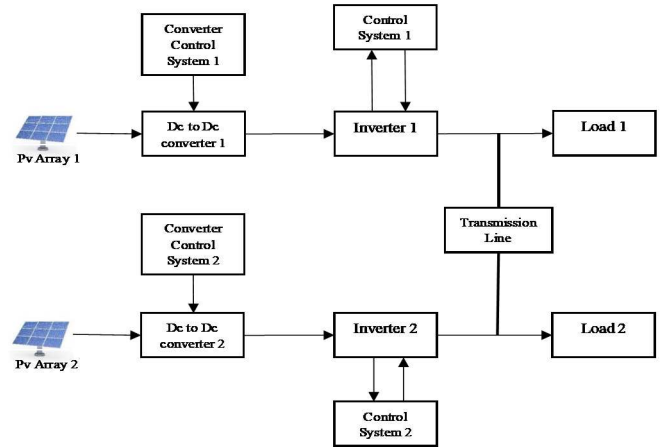 Converter
Control
System 1
Control
System 1
Pv Array 1
Dc to Dc
converter 1
Inverter 1
Load 1
Transmission
Line
Converter
Control
System 2
Pv Array 2
Dc to Dc
converter 2
Inverter 2
Load 2
Control
System 2